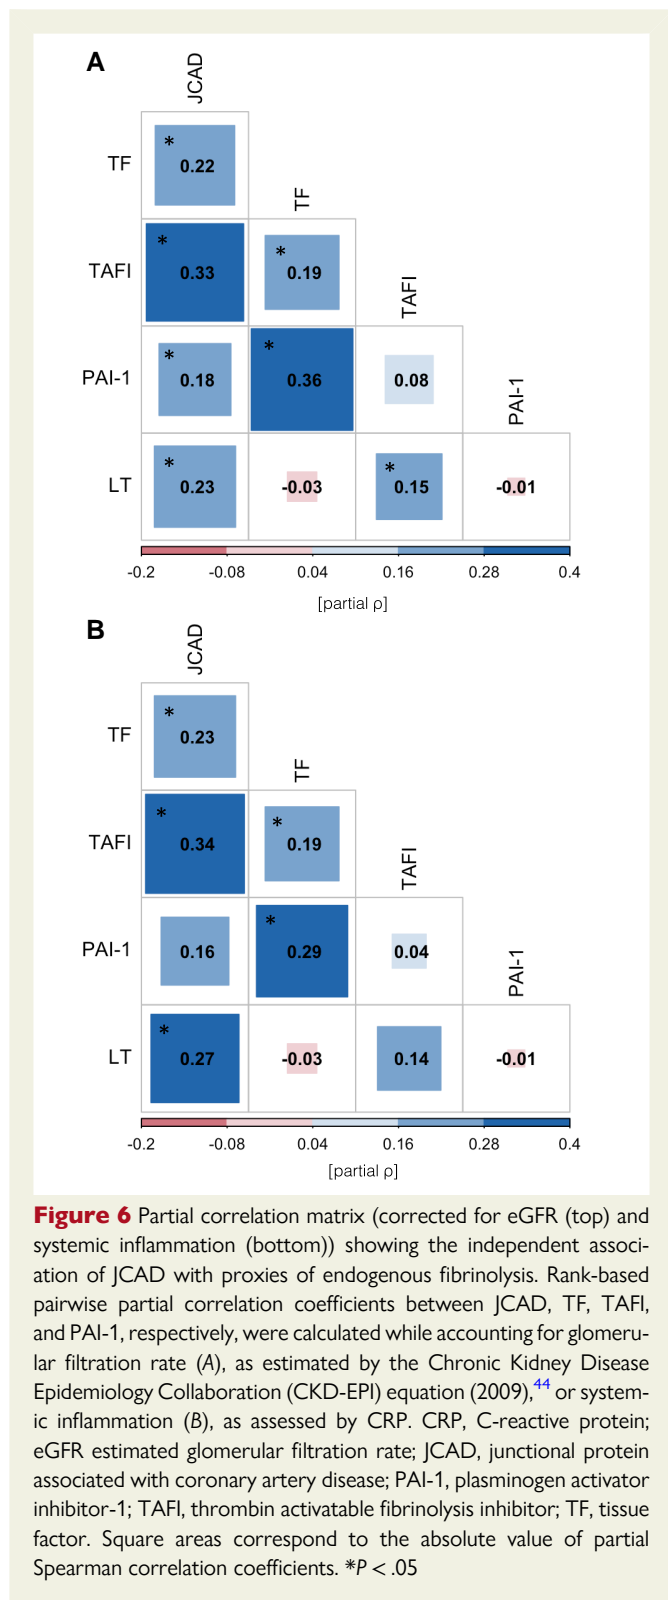 A
JCAD
TF
* 0.22
TF
TAFI
* 0.33
* 0.19
TAFI
PAI-1
* 0.18
* 0.36
0.08
PAI-1
LT
* 0.23
-0.03
* 0.15
-0.01
-0.2 -0.08 0.04 0.16 0.28 0.4
[partial ρ]
B
JCAD
TF
* 0.23
TF
TAFI
* 0.34
* 0.19
TAFI
PAI-1
0.16
* 0.29
0.04
PAI-1
LT
* 0.27
-0.03
0.14
-0.01
-0.2 -0.08 0.04 0.16 0.28 0.4
[partial ρ]
Figure 6 Partial correlation matrix (corrected for eGFR (top) and
systemic inflammation (bottom)) showing the independent associ-
ation of JCAD with proxies of endogenous fibrinolysis. Rank-based
pairwise partial correlation coefficients between JCAD, TF, TAFI,
and PAI-1, respectively, were calculated while accounting for glomeru-
lar filtration rate (A), as estimated by the Chronic Kidney Disease
Epidemiology Collaboration (CKD-EPI) equation (2009),44 or system-
ic inflammation (B), as assessed by CRP. CRP, C-reactive protein;
eGFR estimated glomerular filtration rate; JCAD, junctional protein
associated with coronary artery disease; PAI-1, plasminogen activator
inhibitor-1; TAFI, thrombin activatable fibrinolysis inhibitor; TF, tissue
factor. Square areas correspond to the absolute value of partial
Spearman correlation coefficients. *P < .05